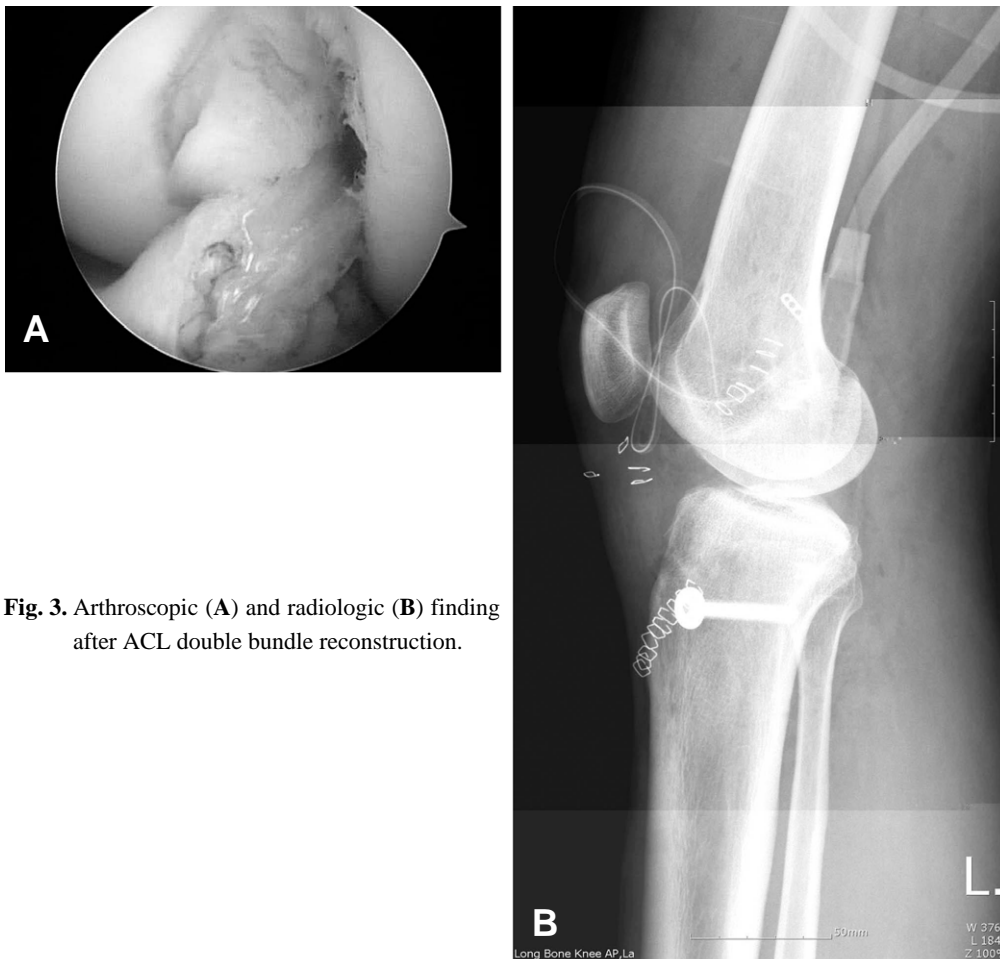 A
Fig. 3. Arthroscopic (A) and radiologic (B) finding
after ACL double bundle reconstruction.
B
L.
50mm
Long Bone Knee AP,La
W 376
L 184
Z 100%